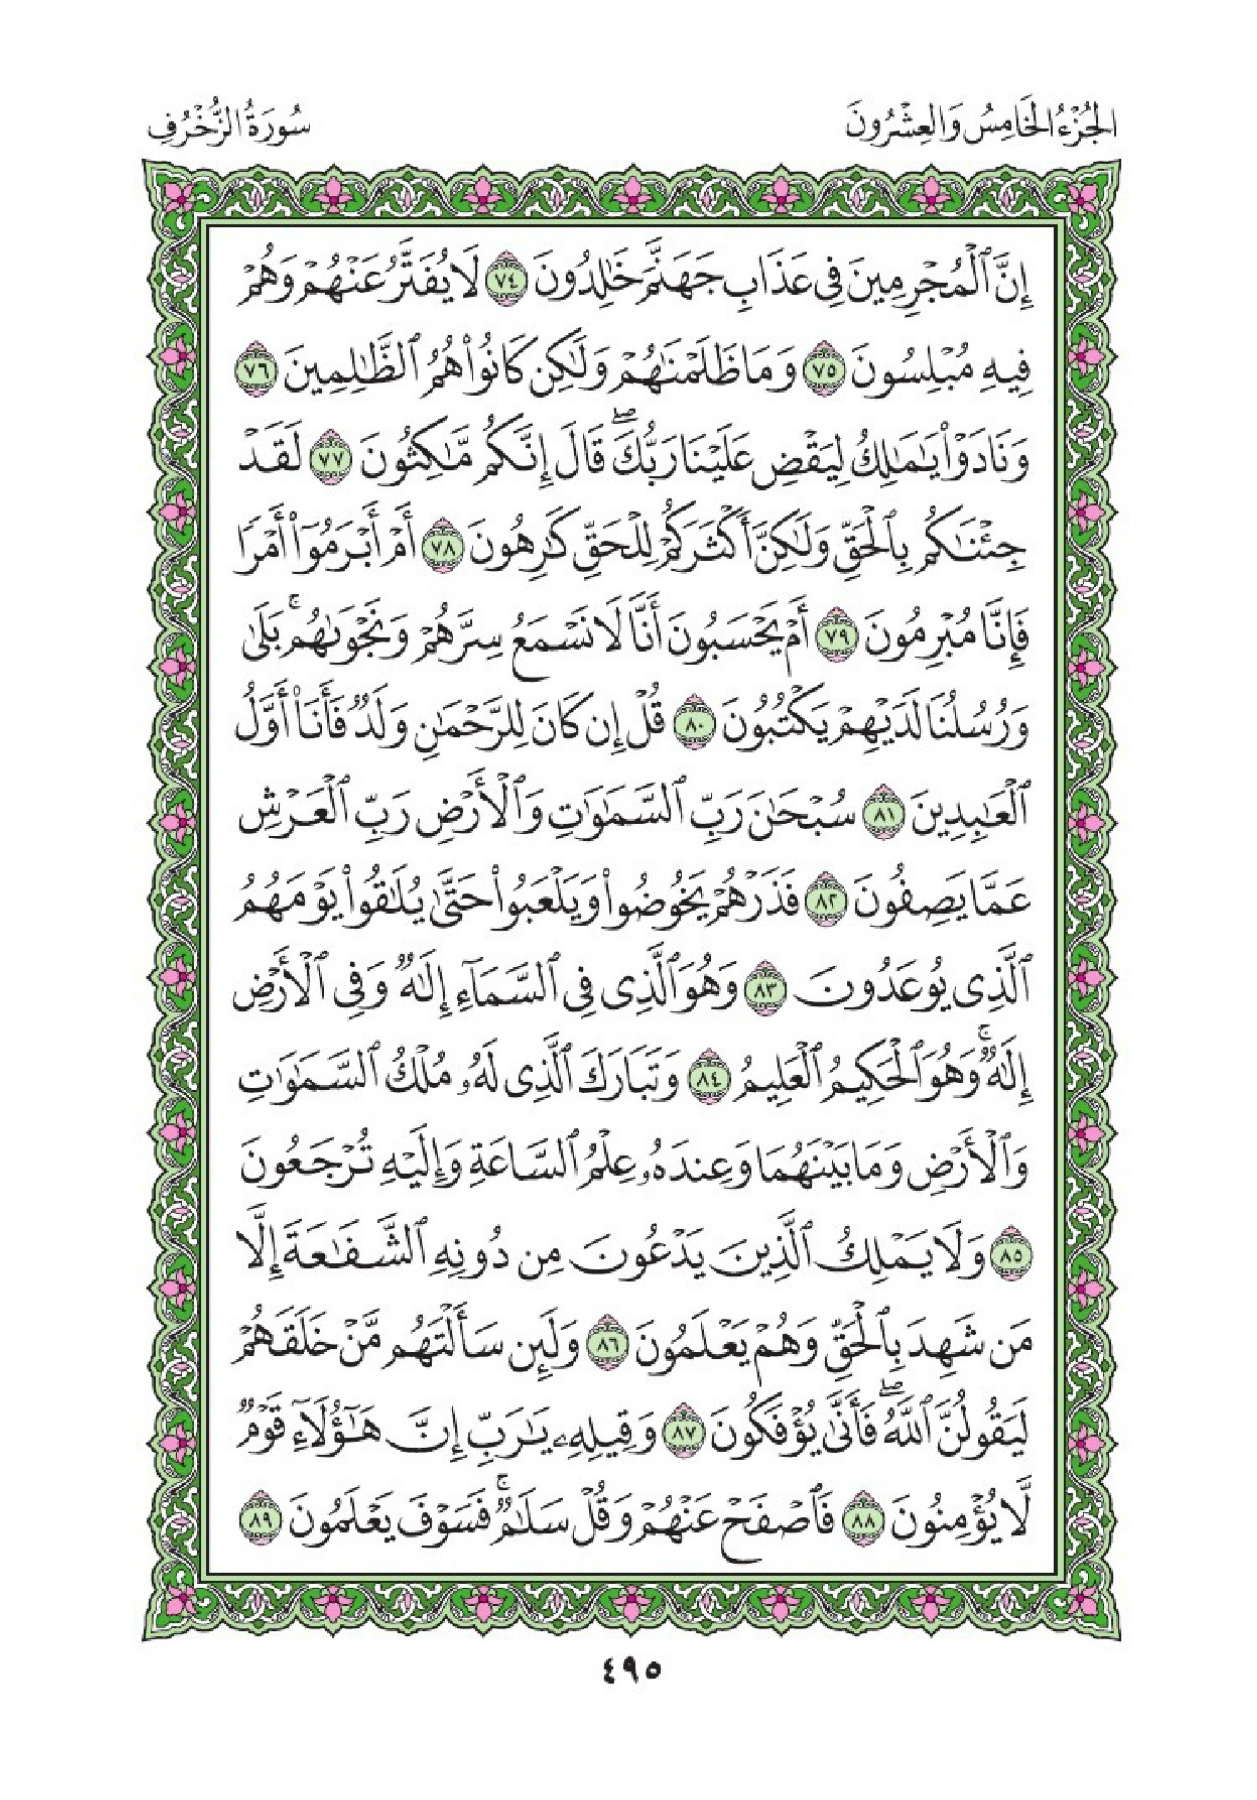 الجُزْءُ الخَامِسُ وَالعِشْرُونَ
سُورَةُ الزُّخْرُفِ
إِنَّ ٱلْمُجْرِمِينَ فِى عَذَابِ جَهَنَّمَ خَٰلِدُونَ ٧٤ لَا يُفَتَّرُ عَنْهُمْ وَهُمْ
فِيهِ مُبْلِسُونَ ٧٥ وَمَا ظَلَمْنَٰهُمْ وَلَٰكِن كَانُوا۟ هُمُ ٱلظَّٰلِمِينَ ٧٦
وَنَادَوْا۟ يَٰمَٰلِكُ لِيَقْضِ عَلَيْنَا رَبُّكَ ۖ قَالَ إِنَّكُم مَّٰكِثُونَ ٧٧ لَقَدْ
جِئْنَٰكُم بِٱلْحَقِّ وَلَٰكِنَّ أَكْثَرَكُمْ لِلْحَقِّ كَٰرِهُونَ ٧٨ أَمْ أَبْرَمُوٓا۟ أَمْرًا
فَإِنَّا مُبْرِمُونَ ٧٩ أَمْ يَحْسَبُونَ أَنَّا لَا نَسْمَعُ سِرَّهُمْ وَنَجْوَىٰهُم ۚ بَلَىٰ
وَرُسُلُنَا لَدَيْهِمْ يَكْتُبُونَ ٨٠ قُلْ إِن كَانَ لِلرَّحْمَٰنِ وَلَدٌ فَأَنَا۠ أَوَّلُ
ٱلْعَٰبِدِينَ ٨١ سُبْحَٰنَ رَبِّ ٱلسَّمَٰوَٰتِ وَٱلْأَرْضِ رَبِّ ٱلْعَرْشِ
عَمَّا يَصِفُونَ ٨٢ فَذَرْهُمْ يَخُوضُوا۟ وَيَلْعَبُوا۟ حَتَّىٰ يُلَٰقُوا۟ يَوْمَهُمُ
ٱلَّذِى يُوعَدُونَ ٨٣ وَهُوَ ٱلَّذِى فِى ٱلسَّمَآءِ إِلَٰهٌ وَفِى ٱلْأَرْضِ
إِلَٰهٌ ۚ وَهُوَ ٱلْحَكِيمُ ٱلْعَلِيمُ ٨٤ وَتَبَارَكَ ٱلَّذِى لَهُۥ مُلْكُ ٱلسَّمَٰوَٰتِ
وَٱلْأَرْضِ وَمَا بَيْنَهُمَا وَعِندَهُۥ عِلْمُ ٱلسَّاعَةِ وَإِلَيْهِ تُرْجَعُونَ
٨٥ وَلَا يَمْلِكُ ٱلَّذِينَ يَدْعُونَ مِن دُونِهِ ٱلشَّفَٰعَةَ إِلَّا
مَن شَهِدَ بِٱلْحَقِّ وَهُمْ يَعْلَمُونَ ٨٦ وَلَئِن سَأَلْتَهُم مَّنْ خَلَقَهُمْ
لَيَقُولُنَّ ٱللَّهُ ۖ فَأَنَّىٰ يُؤْفَكُونَ ٨٧ وَقِيلِهِۦ يَٰرَبِّ إِنَّ هَٰٓؤُلَآءِ قَوْمٌ
لَّا يُؤْمِنُونَ ٨٨ فَٱصْفَحْ عَنْهُمْ وَقُلْ سَلَٰمٌ ۚ فَسَوْفَ يَعْلَمُونَ ٨٩
٤٩٥